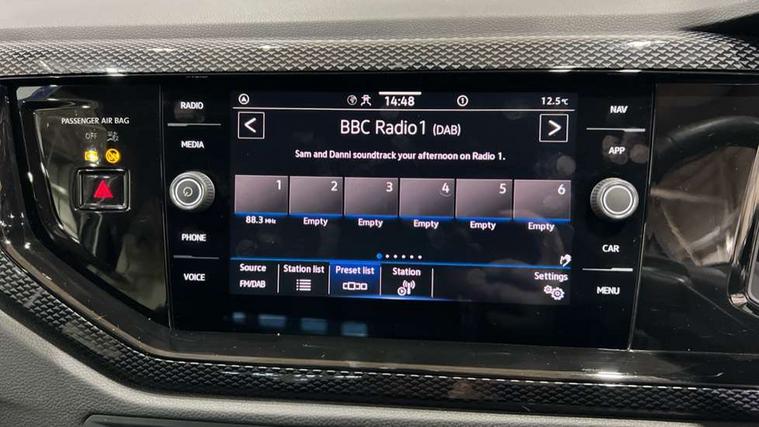 PASSENGER AIR BAG
OFF
RADIO
MEDIA
PHONE
VOICE
14:48
12.5°C
BBC Radio1 (DAB)
Sam and Danni soundtrack your afternoon on Radio 1.
1 2 3 4 5 6
88.3 MHz Empty Empty Empty Empty Empty
Source Station list Preset list Station Settings
FM/DAB
NAV
APP
CAR
MENU